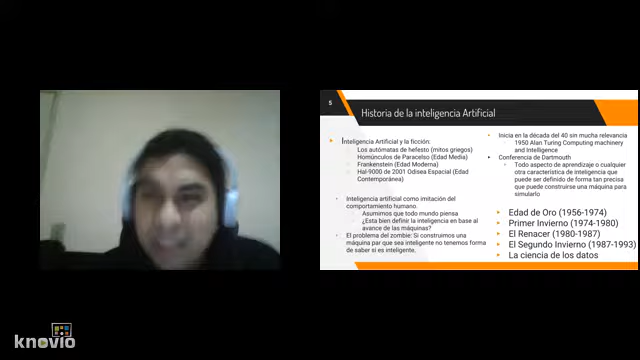 5
Historia de la inteligencia Artificial
Inteligencia Artificial y la ficción:
Los autómatas de hefesto (mitos griegos)
Homúnculos de Paracelso (Edad Media)
Frankenstein (Edad Moderna)
Hal-9000 de 2001 Odisea Espacial (Edad
Contemporánea)
Inteligencia artificial como imitación del
comportamiento humano.
Asumimos que todo mundo piensa
¿Esta bien definir la inteligencia en base al
avance de las máquinas?
El problema del zombie: Si construimos una
máquina par que sea inteligente no tenemos forma
de saber si es inteligente.
Inicia en la década del 40 sin mucha relevancia
1950 Alan Turing Computing machinery
and Intelligence
Conferencia de Dartmouth
Todo aspecto de aprendizaje o cualquier
otra característica de inteligencia que
puede ser definido de forma tan precisa
que puede construirse una máquina para
simularlo
Edad de Oro (1956-1974)
Primer Invierno (1974-1980)
El Renacer (1980-1987)
El Segundo Invierno (1987-1993)
La ciencia de los datos
knovio